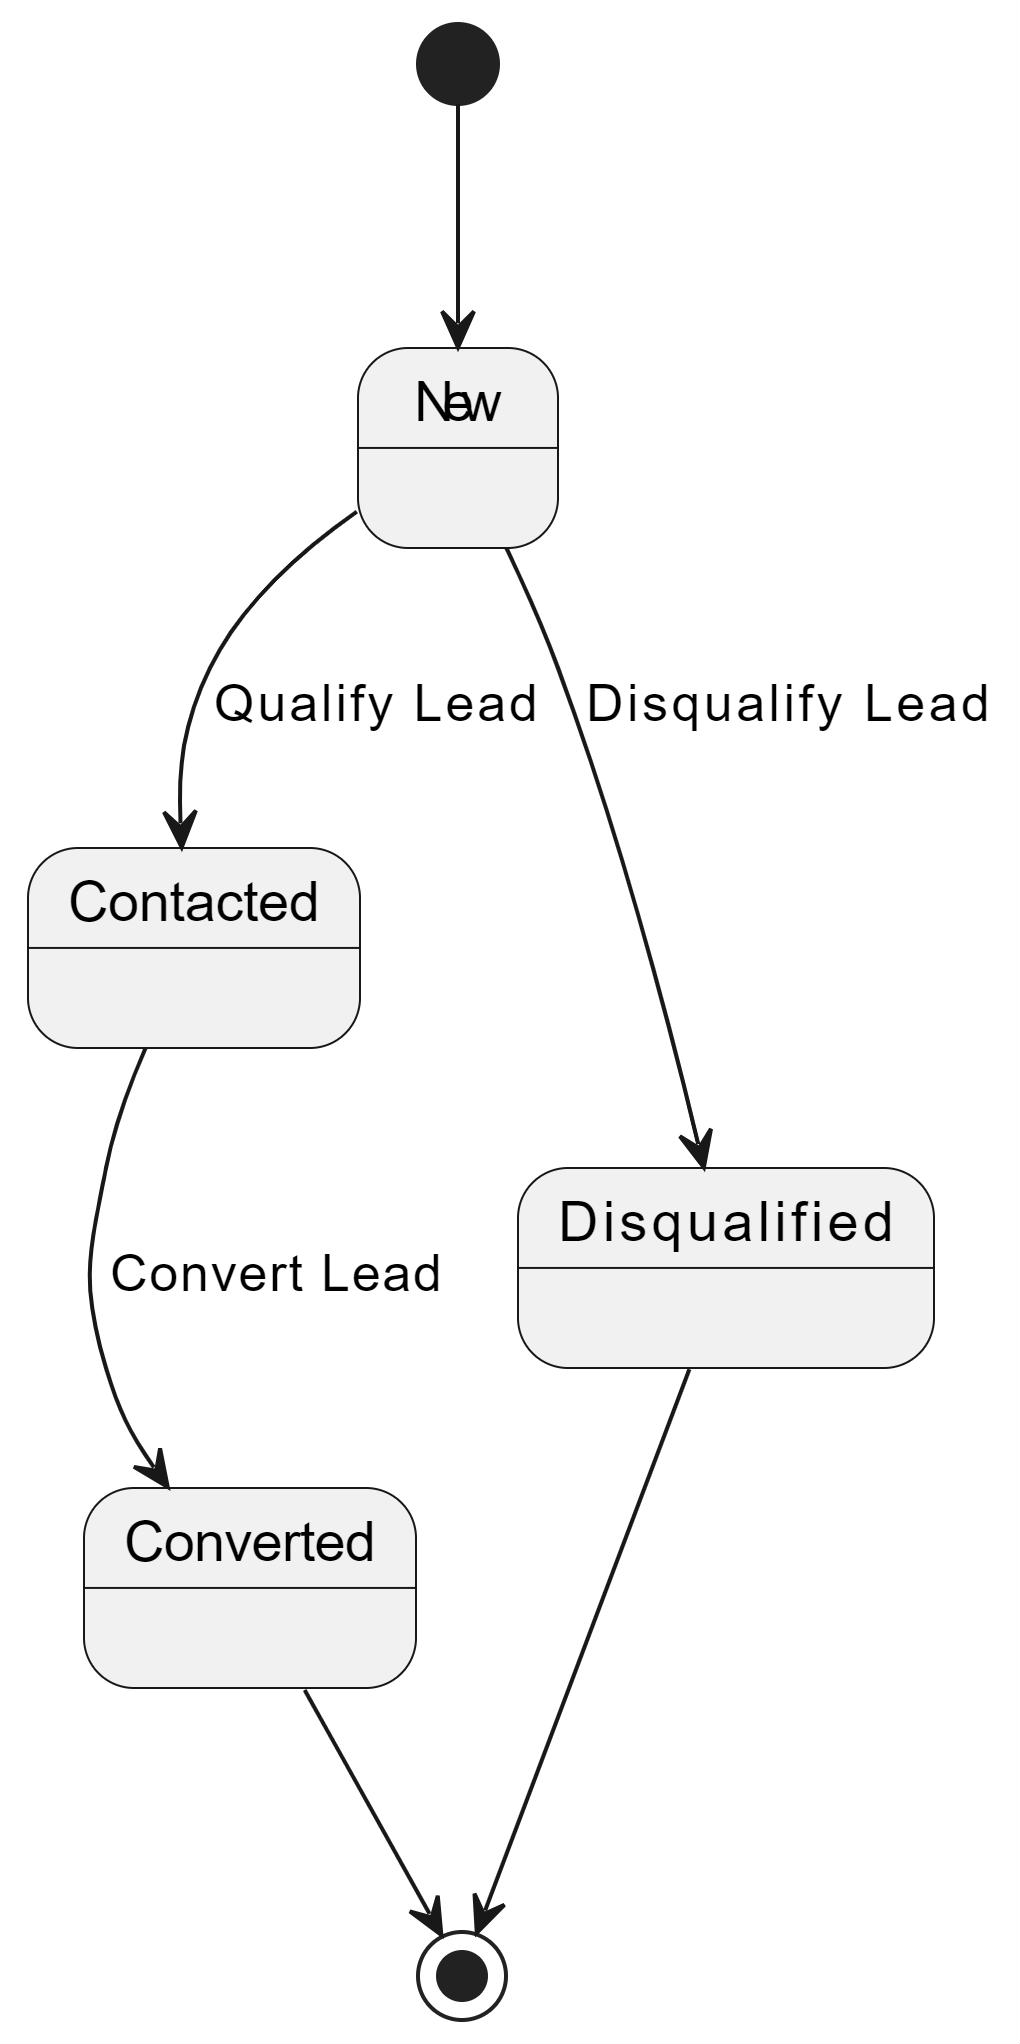 New
Qualify Lead
Disqualify Lead
Contacted
Disqualified
Convert Lead
Converted